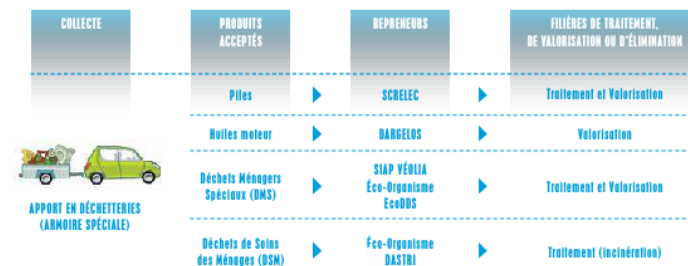 COLLECTE
PRODUITS
ACCEPTÉS
REPRENEURS
FILIÈRES DE TRAITEMENT,
DE VALORISATION OU D'ÉLIMINATION
Piles
SCRELEC
Traitement et Valorisation
Huiles moteur
DARGELOS
Valorisation
APPORT EN DÉCHETTERIES
(ARMOIRE SPÉCIALE)
Déchets Ménagers
Spéciaux (DMS)
SIAP VÉOLIA
Éco-Organisme
EcoDDS
Traitement et Valorisation
Déchets de Soins
des Ménages (DSM)
Éco-Organisme
DASTRI
Traitement (incinération)